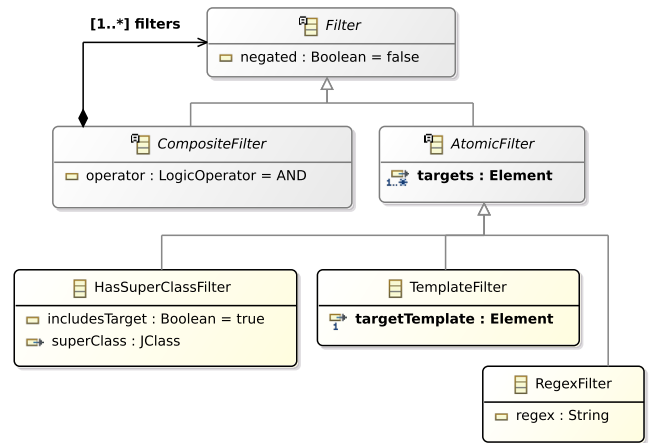 [1..*] filters
Filter
negated : Boolean = false
CompositeFilter
operator : LogicOperator = AND
AtomicFilter
targets : Element
1..*
HasSuperClassFilter
includesTarget : Boolean = true
superClass : JClass
TemplateFilter
targetTemplate : Element
1
RegexFilter
regex : String